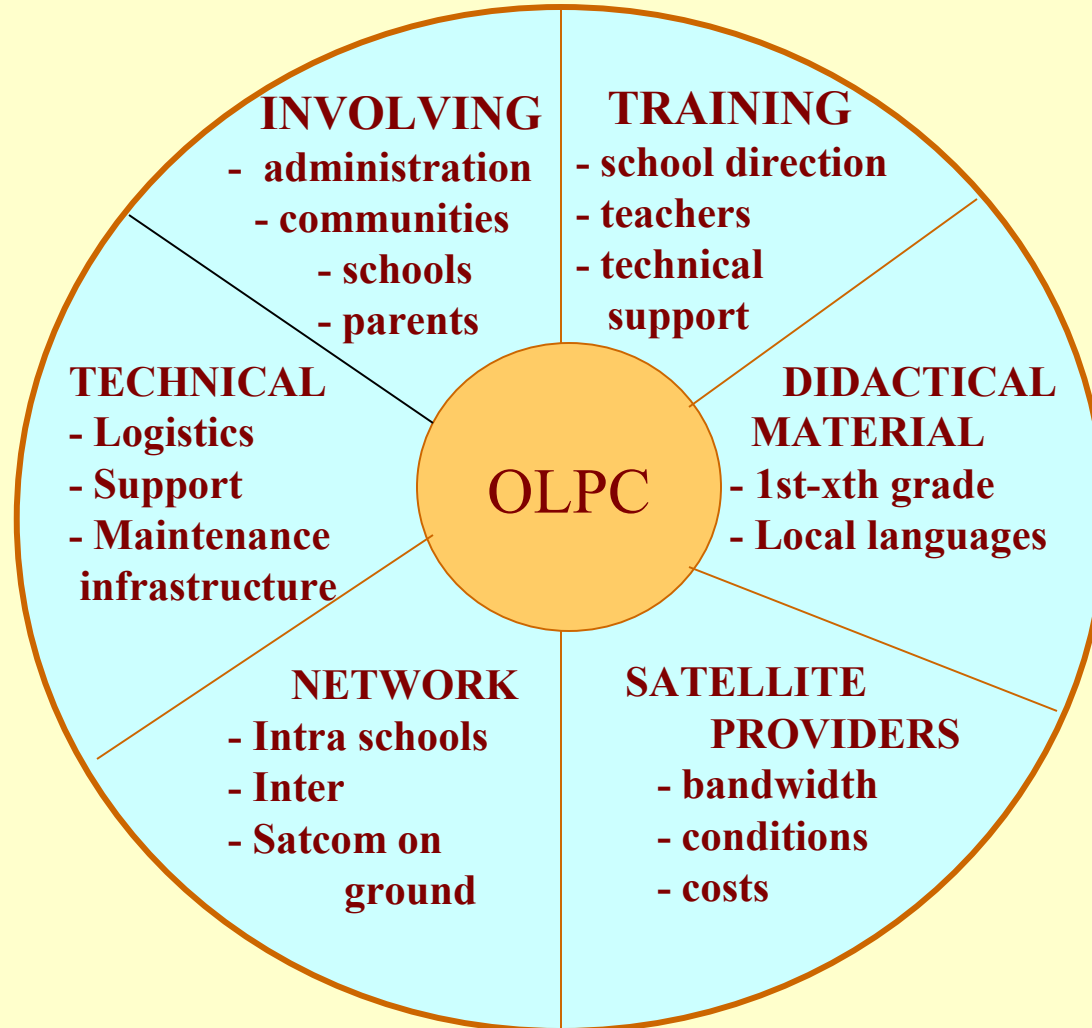 INVOLVING
- administration
- communities
- schools
- parents
TRAINING
- school direction
- teachers
- technical
support
TECHNICAL
- Logistics
- Support
- Maintenance
infrastructure
OLPC
DIDACTICAL
MATERIAL
- 1st-xth grade
- Local languages
NETWORK
- Intra schools
- Inter
- Satcom on
ground
SATELLITE
PROVIDERS
- bandwidth
- conditions
- costs